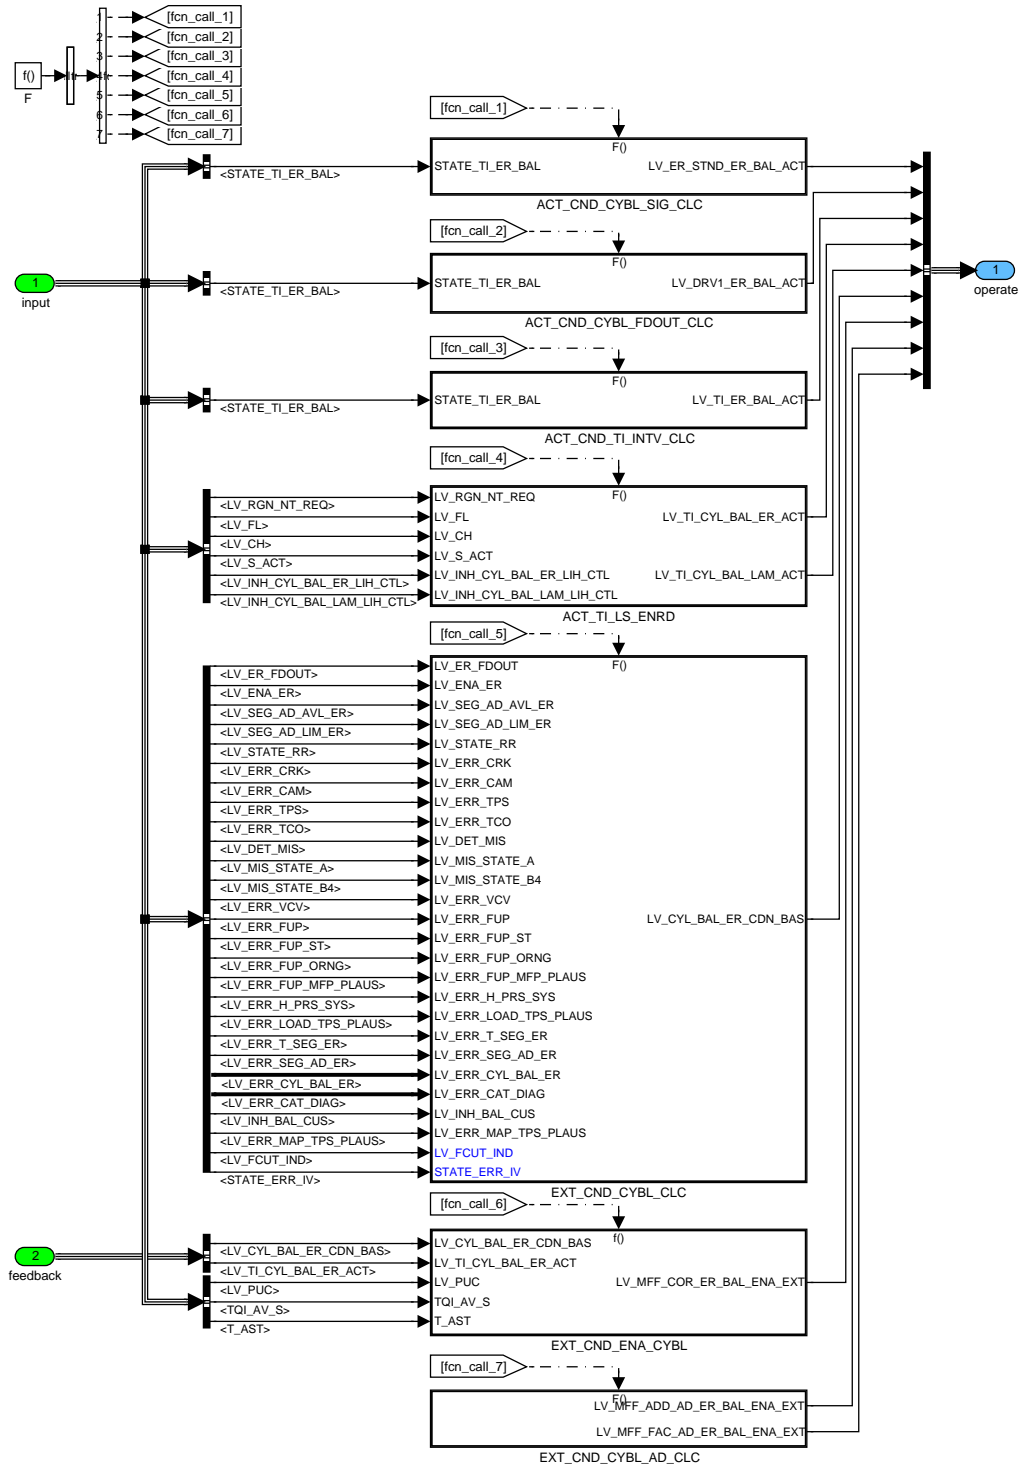 1
[fcn_call_1]
2
[fcn_call_2]
3
[fcn_call_3]
f()
4
[fcn_call_4]
F
5
[fcn_call_5]
6
[fcn_call_6]
7
[fcn_call_7]
[fcn_call_1]
F()
STATE_TI_ER_BAL
LV_ER_STND_ER_BAL_ACT
<STATE_TI_ER_BAL>
ACT_CND_CYBL_SIG_CLC
[fcn_call_2]
F()
1
input
STATE_TI_ER_BAL
LV_DRV1_ER_BAL_ACT
<STATE_TI_ER_BAL>
ACT_CND_CYBL_FDOUT_CLC
1
operate
[fcn_call_3]
F()
STATE_TI_ER_BAL
LV_TI_ER_BAL_ACT
<STATE_TI_ER_BAL>
ACT_CND_TI_INTV_CLC
[fcn_call_4]
F()
LV_RGN_NT_REQ
<LV_RGN_NT_REQ>
LV_FL
<LV_FL>
LV_CH
<LV_CH>
LV_S_ACT
<LV_S_ACT>
LV_INH_CYL_BAL_ER_LIH_CTL
<LV_INH_CYL_BAL_ER_LIH_CTL>
LV_INH_CYL_BAL_LAM_LIH_CTL
<LV_INH_CYL_BAL_LAM_LIH_CTL>
LV_TI_CYL_BAL_ER_ACT
LV_TI_CYL_BAL_LAM_ACT
ACT_TI_LS_ENRD
[fcn_call_5]
F()
LV_ER_FDOUT
<LV_ER_FDOUT>
LV_ENA_ER
<LV_ENA_ER>
LV_SEG_AD_AVL_ER
<LV_SEG_AD_AVL_ER>
LV_SEG_AD_LIM_ER
<LV_SEG_AD_LIM_ER>
LV_STATE_RR
<LV_STATE_RR>
LV_ERR_CRK
<LV_ERR_CRK>
LV_ERR_CAM
<LV_ERR_CAM>
LV_ERR_TPS
<LV_ERR_TPS>
LV_ERR_TCO
<LV_ERR_TCO>
LV_DET_MIS
<LV_DET_MIS>
LV_MIS_STATE_A
<LV_MIS_STATE_A>
LV_MIS_STATE_B4
<LV_MIS_STATE_B4>
LV_ERR_VCV
<LV_ERR_VCV>
LV_ERR_FUP
<LV_ERR_FUP>
LV_CYL_BAL_ER_CDN_BAS
LV_ERR_FUP_ST
<LV_ERR_FUP_ST>
LV_ERR_FUP_ORNG
<LV_ERR_FUP_ORNG>
LV_ERR_FUP_MFP_PLAUS
<LV_ERR_FUP_MFP_PLAUS>
LV_ERR_H_PRS_SYS
<LV_ERR_H_PRS_SYS>
LV_ERR_LOAD_TPS_PLAUS
<LV_ERR_LOAD_TPS_PLAUS>
LV_ERR_T_SEG_ER
<LV_ERR_T_SEG_ER>
LV_ERR_SEG_AD_ER
<LV_ERR_SEG_AD_ER>
LV_ERR_CYL_BAL_ER
<LV_ERR_CYL_BAL_ER>
LV_ERR_CAT_DIAG
<LV_ERR_CAT_DIAG>
LV_INH_BAL_CUS
<LV_INH_BAL_CUS>
LV_ERR_MAP_TPS_PLAUS
<LV_ERR_MAP_TPS_PLAUS>
LV_FCUT_IND
<LV_FCUT_IND>
STATE_ERR_IV
<STATE_ERR_IV>
EXT_CND_CYBL_CLC
[fcn_call_6]
f()
2
feedback
LV_CYL_BAL_ER_CDN_BAS
<LV_CYL_BAL_ER_CDN_BAS>
LV_TI_CYL_BAL_ER_ACT
<LV_TI_CYL_BAL_ER_ACT>
LV_PUC
<LV_PUC>
LV_MFF_COR_ER_BAL_ENA_EXT
TQI_AV_S
<TQI_AV_S>
T_AST
<T_AST>
EXT_CND_ENA_CYBL
[fcn_call_7]
F()
LV_MFF_ADD_AD_ER_BAL_ENA_EXT
LV_MFF_FAC_AD_ER_BAL_ENA_EXT
EXT_CND_CYBL_AD_CLC